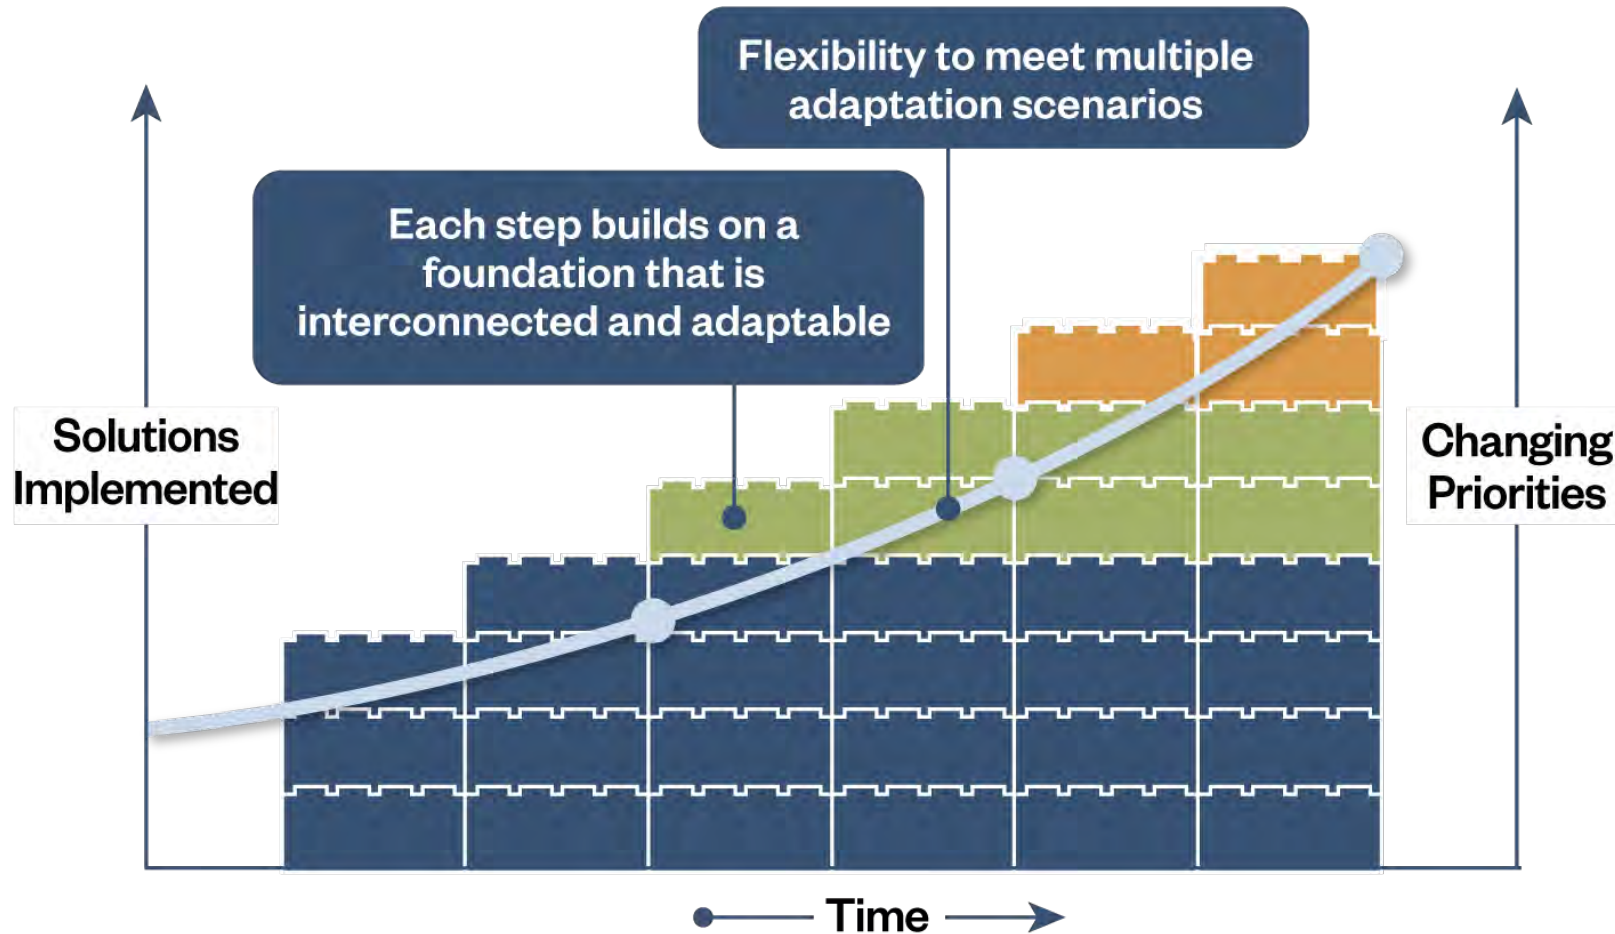 Flexibility to meet multiple
adaptation scenarios
Each step builds on a
foundation that is
interconnected and adaptable
Solutions
Implemented
Changing
Priorities
Time